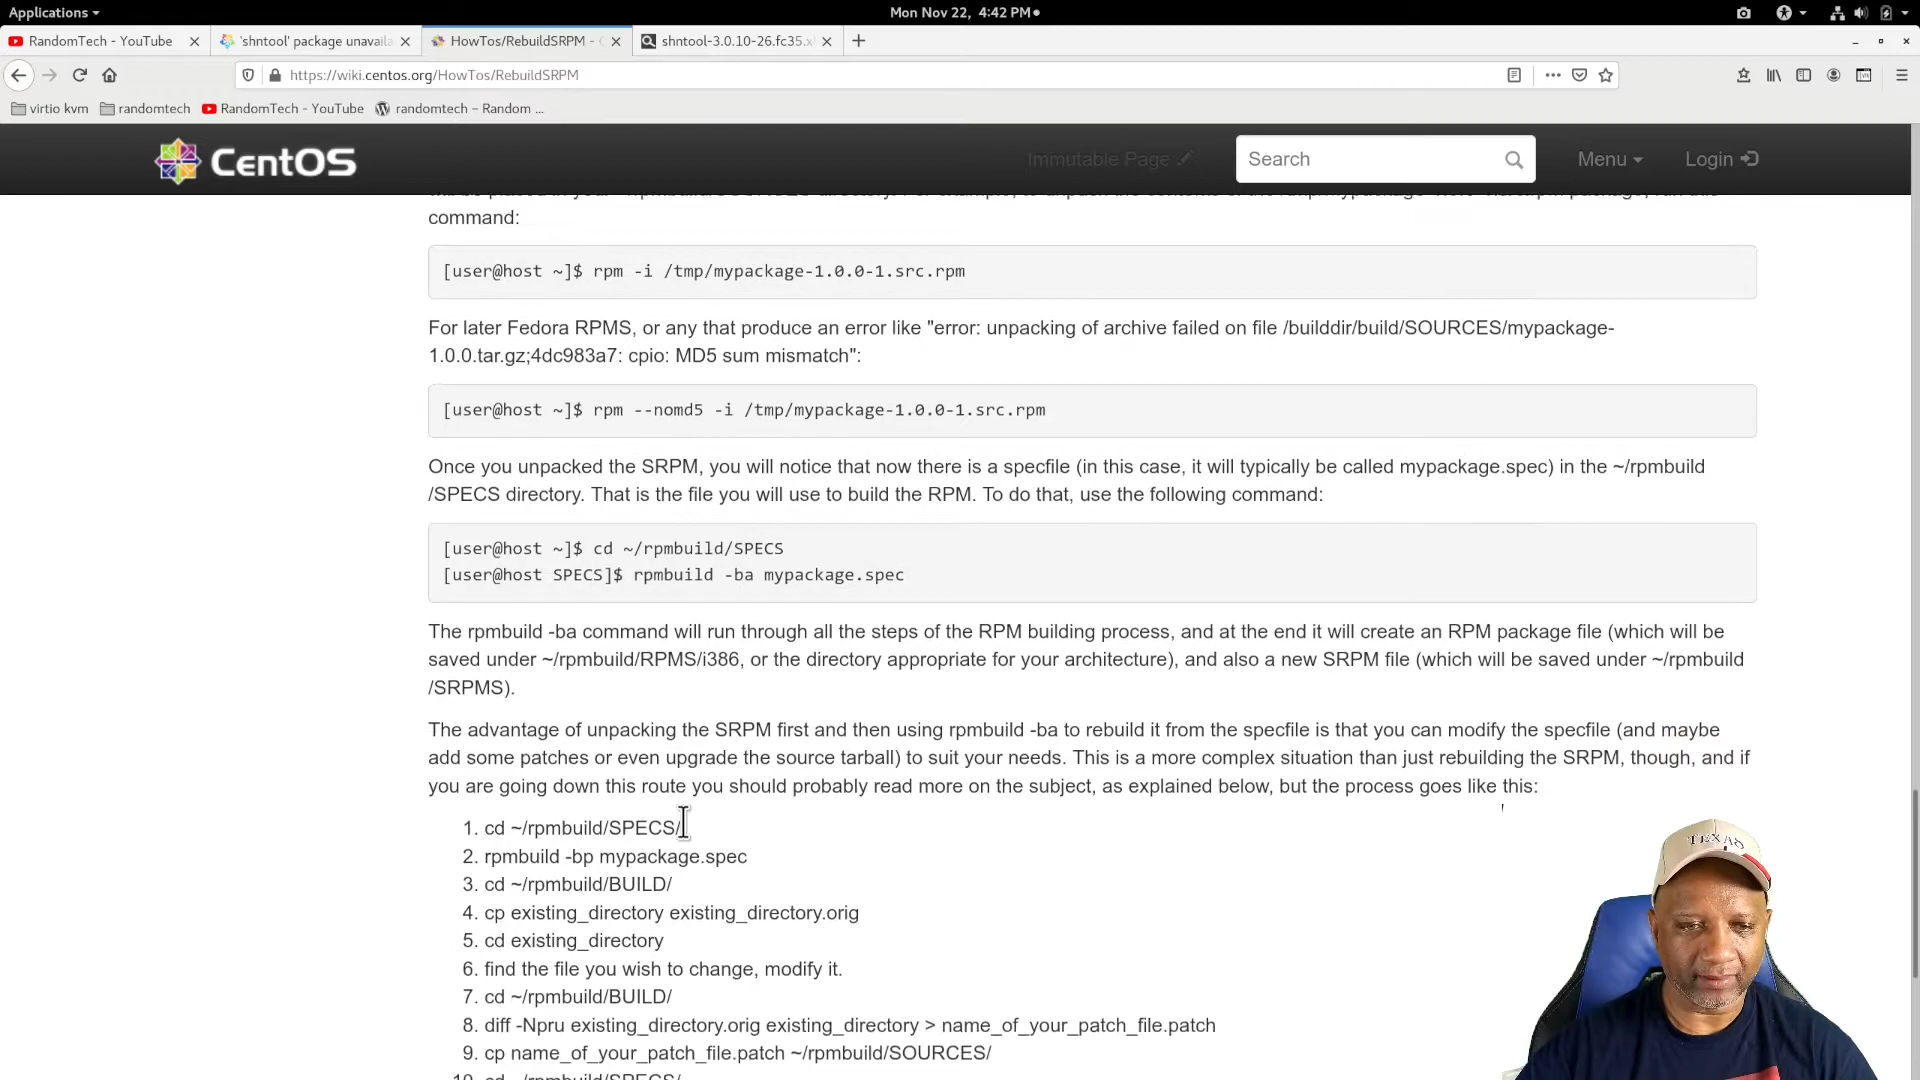 Applications
Mon Nov 22, 4:42 PM
RandomTech - YouTube
'shntool' package unavaila
HowTos/RebuildSRPM -
shntool-3.0.10-26.fc35.x
https://wiki.centos.org/HowTos/RebuildSRPM
virtio kvm
randomtech
RandomTech - YouTube
randomtech – Random ...
CentOS
Immutable Page
Search
Menu
Login
command:
[user@host ~]$ rpm -i /tmp/mypackage-1.0.0-1.src.rpm
For later Fedora RPMS, or any that produce an error like "error: unpacking of archive failed on file /builddir/build/SOURCES/mypackage-
1.0.0.tar.gz;4dc983a7: cpio: MD5 sum mismatch":
[user@host ~]$ rpm --nomd5 -i /tmp/mypackage-1.0.0-1.src.rpm
Once you unpacked the SRPM, you will notice that now there is a specfile (in this case, it will typically be called mypackage.spec) in the ~/rpmbuild
/SPECS directory. That is the file you will use to build the RPM. To do that, use the following command:
[user@host ~]$ cd ~/rpmbuild/SPECS
[user@host SPECS]$ rpmbuild -ba mypackage.spec
The rpmbuild -ba command will run through all the steps of the RPM building process, and at the end it will create an RPM package file (which will be
saved under ~/rpmbuild/RPMS/i386, or the directory appropriate for your architecture), and also a new SRPM file (which will be saved under ~/rpmbuild
/SRPMS).
The advantage of unpacking the SRPM first and then using rpmbuild -ba to rebuild it from the specfile is that you can modify the specfile (and maybe
add some patches or even upgrade the source tarball) to suit your needs. This is a more complex situation than just rebuilding the SRPM, though, and if
you are going down this route you should probably read more on the subject, as explained below, but the process goes like this:
1. cd ~/rpmbuild/SPECS/
2. rpmbuild -bp mypackage.spec
3. cd ~/rpmbuild/BUILD/
4. cp existing_directory existing_directory.orig
5. cd existing_directory
6. find the file you wish to change, modify it.
7. cd ~/rpmbuild/BUILD/
8. diff -Npru existing_directory.orig existing_directory > name_of_your_patch_file.patch
9. cp name_of_your_patch_file.patch ~/rpmbuild/SOURCES/
10. cd ~/rpmbuild/SPECS/
TEXAS